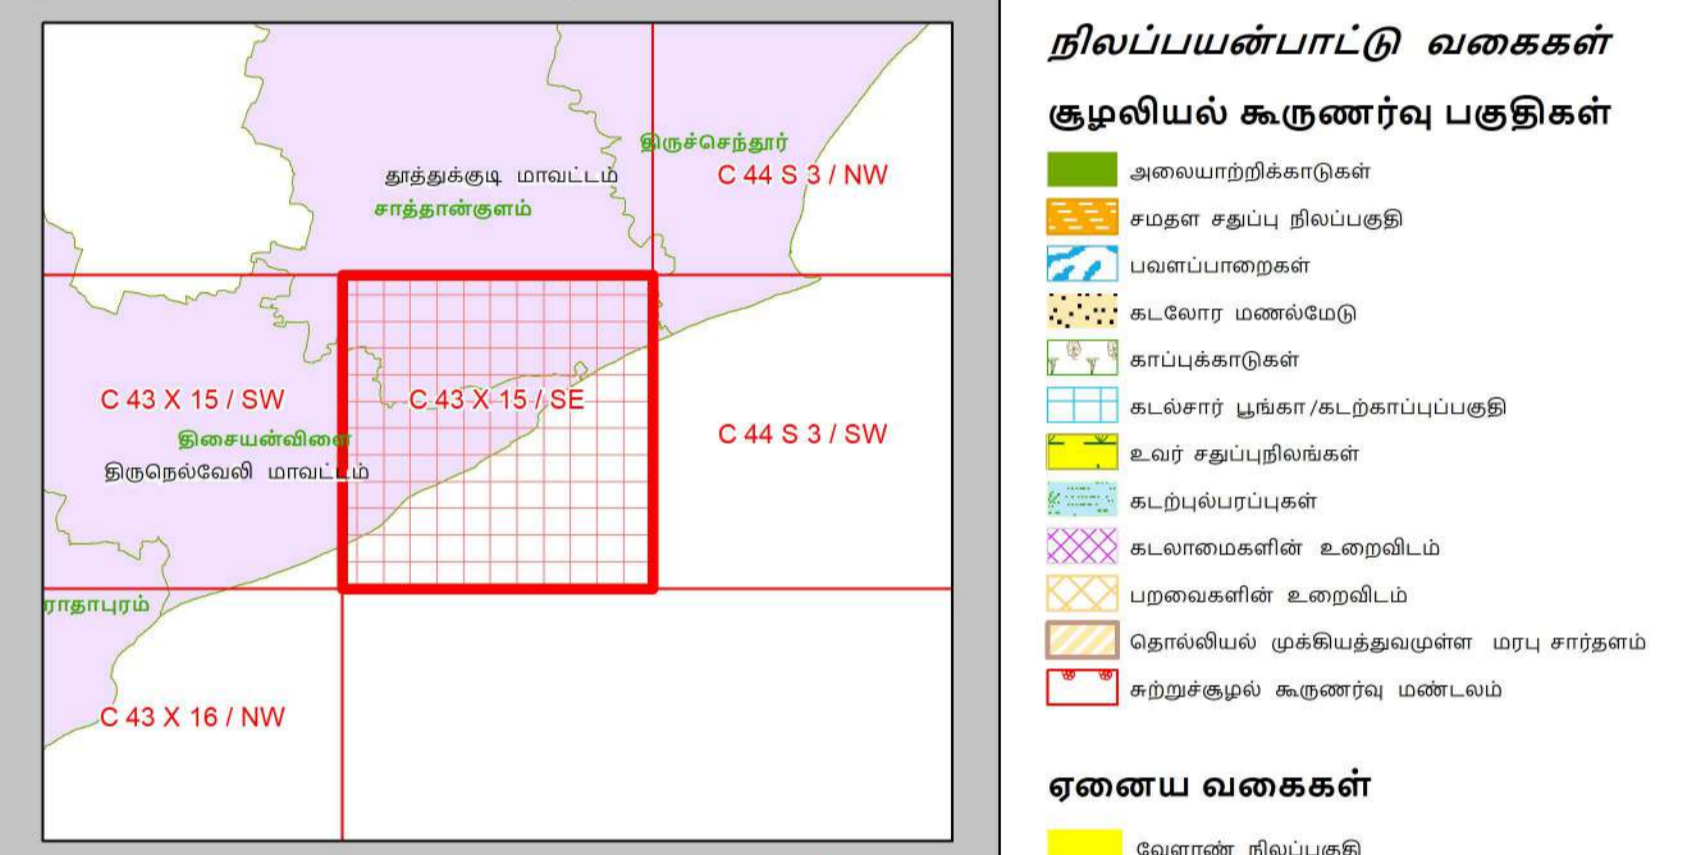 திருச்செந்தூர்
தூத்துக்குடி மாவட்டம்
C 44 S 3 / NW
சாத்தான்குளம்
C 43 X 15 / SW
C 43 X 15 / SE
திசையன்விளை
C 44 S 3 / SW
திருநெல்வேலி மாவட்டம்
ராதாபுரம்
C 43 X 16 / NW
நிலப்பயன்பாட்டு வகைகள்
சூழலியல் கூருணர்வு பகுதிகள்
அலையாற்றிக்காடுகள்
சமதள சதுப்பு நிலப்பகுதி
பவளப்பாறைகள்
கடலோர மணல்மேடு
காப்புக்காடுகள்
கடல்சார் பூங்கா/கடற்காப்புப்பகுதி
உவர் சதுப்புநிலங்கள்
கடற்புல்பரப்புகள்
கடலாமைகளின் உறைவிடம்
பறவைகளின் உறைவிடம்
தொல்லியல் முக்கியத்துவமுள்ள மரபு சார்தளம்
சுற்றுச்சூழல் கூருணர்வு மண்டலம்
ஏனைய வகைகள்
வேளாண் நிலப்பகுதி